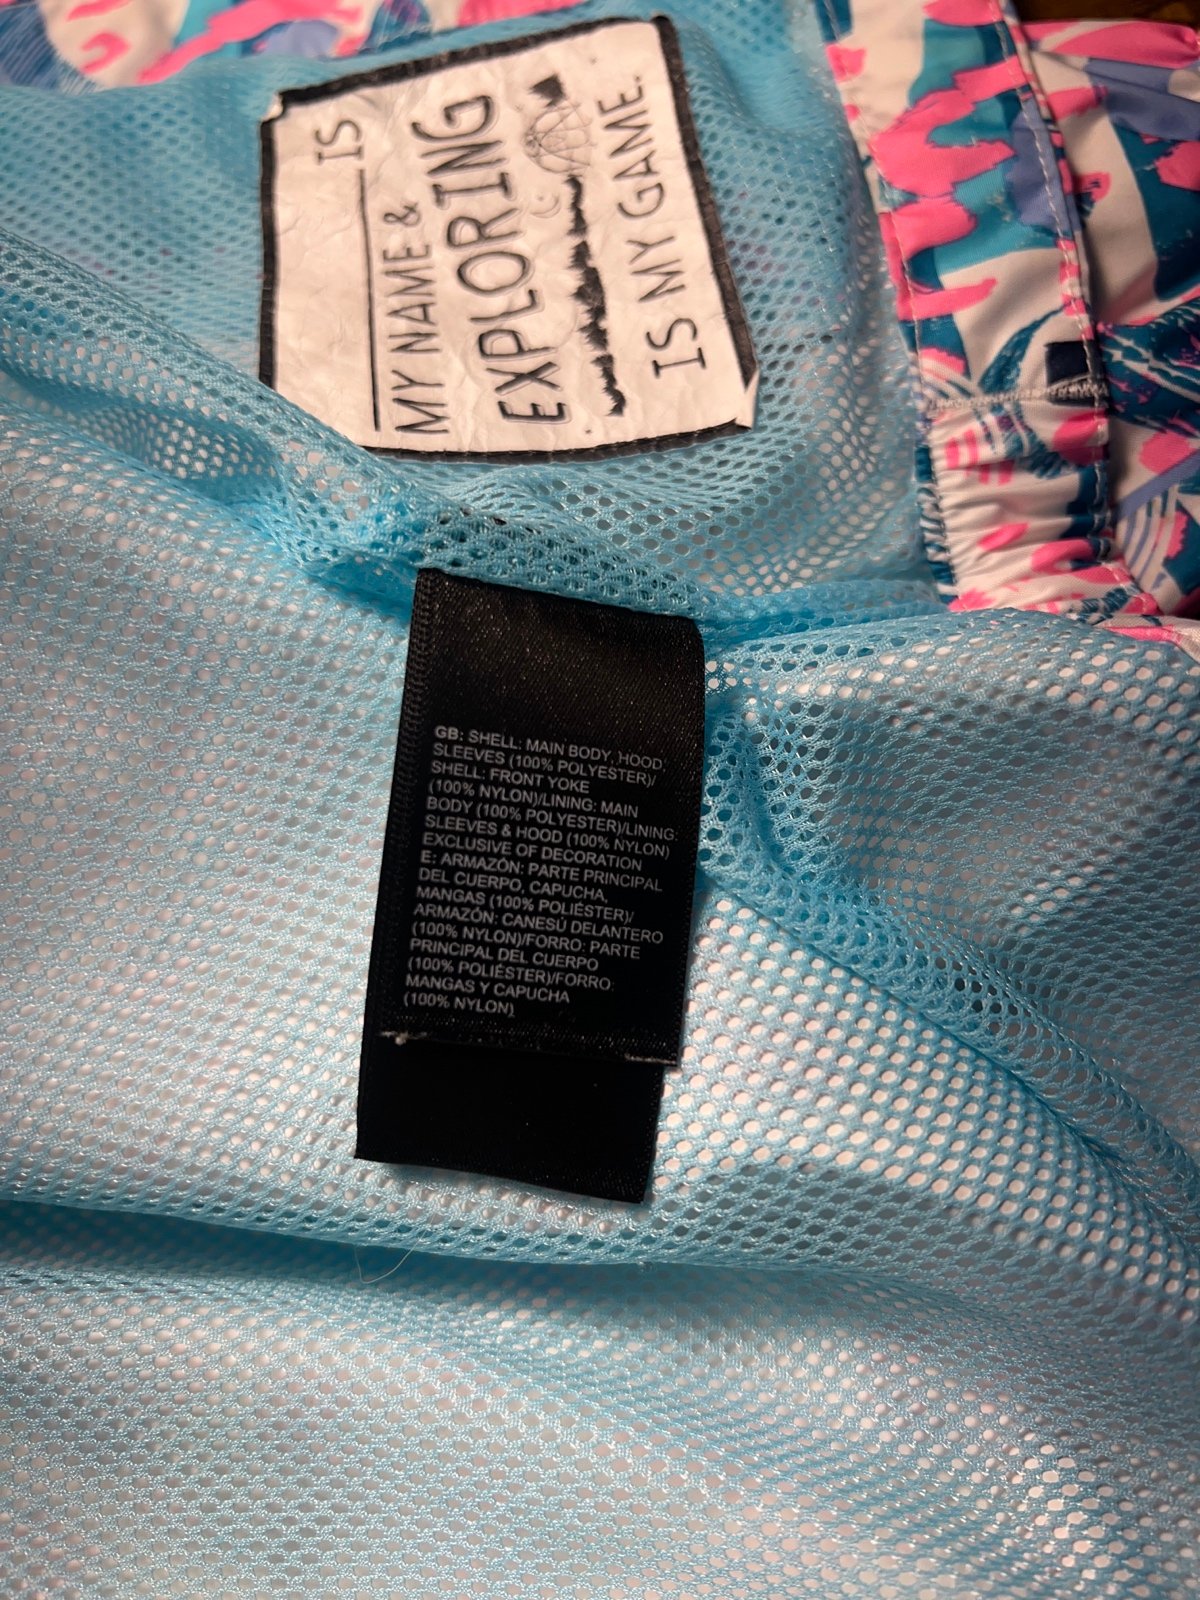 MY NAME & ____ IS
EXPLORING
IS MY GAME.
GB: SHELL: MAIN BODY, HOOD,
SLEEVES (100% POLYESTER)/
SHELL: FRONT YOKE
(100% NYLON)/LINING: MAIN
BODY (100% POLYESTER)/LINING:
SLEEVES & HOOD (100% NYLON)
EXCLUSIVE OF DECORATION
E: ARMAZÓN: PARTE PRINCIPAL
DEL CUERPO, CAPUCHA,
MANGAS (100% POLIÉSTER)/
ARMAZÓN: CANESÚ DELANTERO
(100% NYLON)/FORRO: PARTE
PRINCIPAL DEL CUERPO
(100% POLIÉSTER)/FORRO:
MANGAS Y CAPUCHA
(100% NYLON)